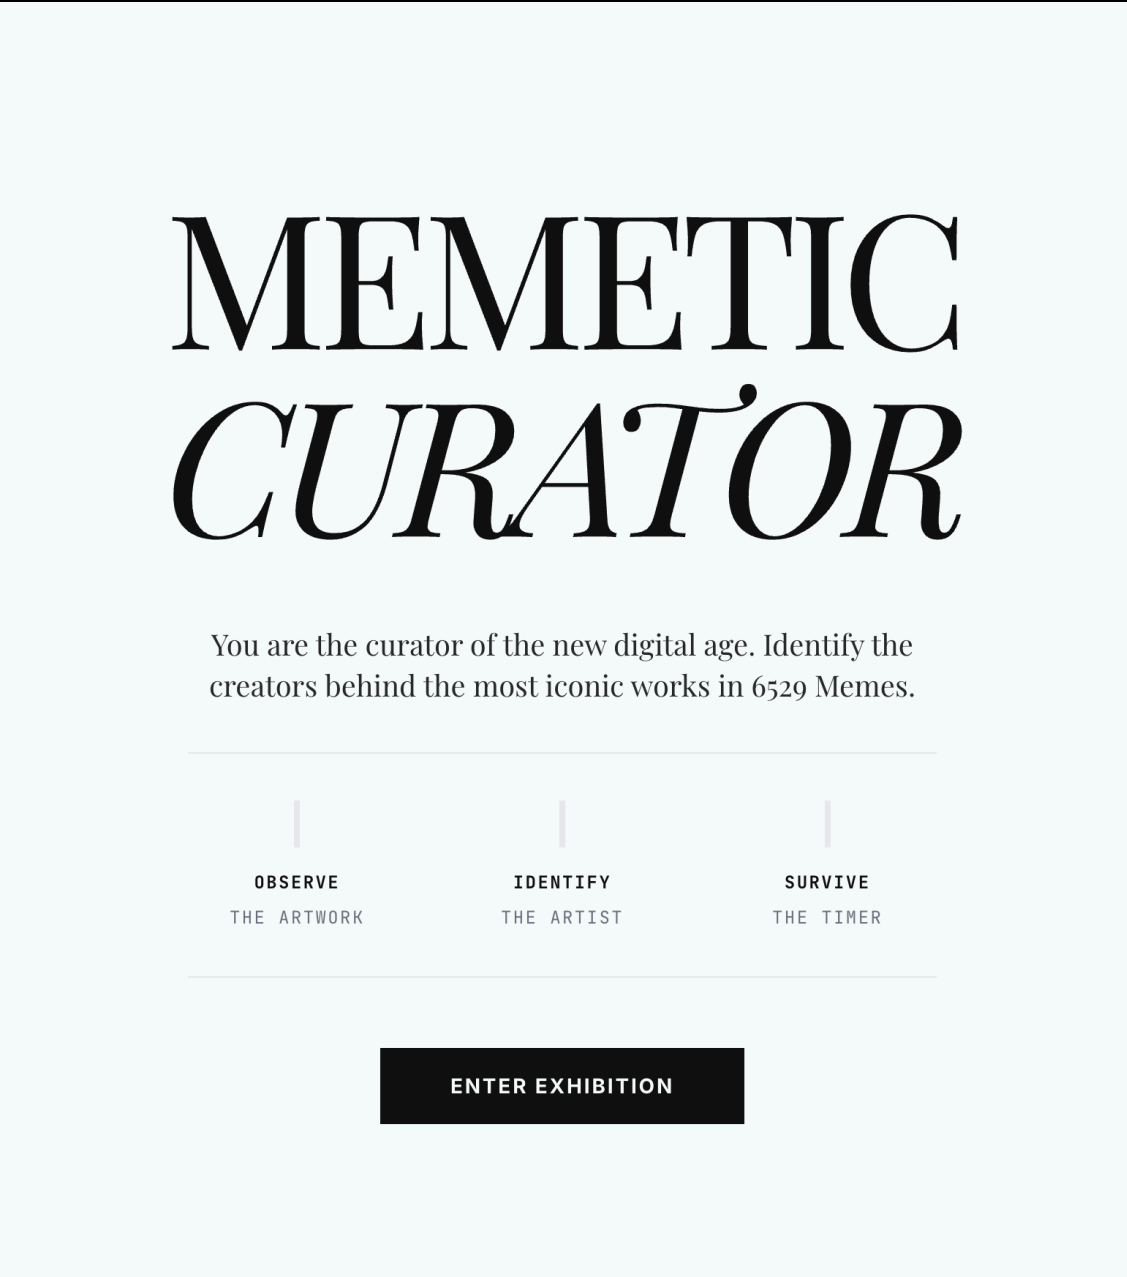 MEMETIC
CURATOR
You are the curator of the new digital age. Identify the
creators behind the most iconic works in 6529 Memes.
OBSERVE
THE ARTWORK
IDENTIFY
THE ARTIST
SURVIVE
THE TIMER
ENTER EXHIBITION